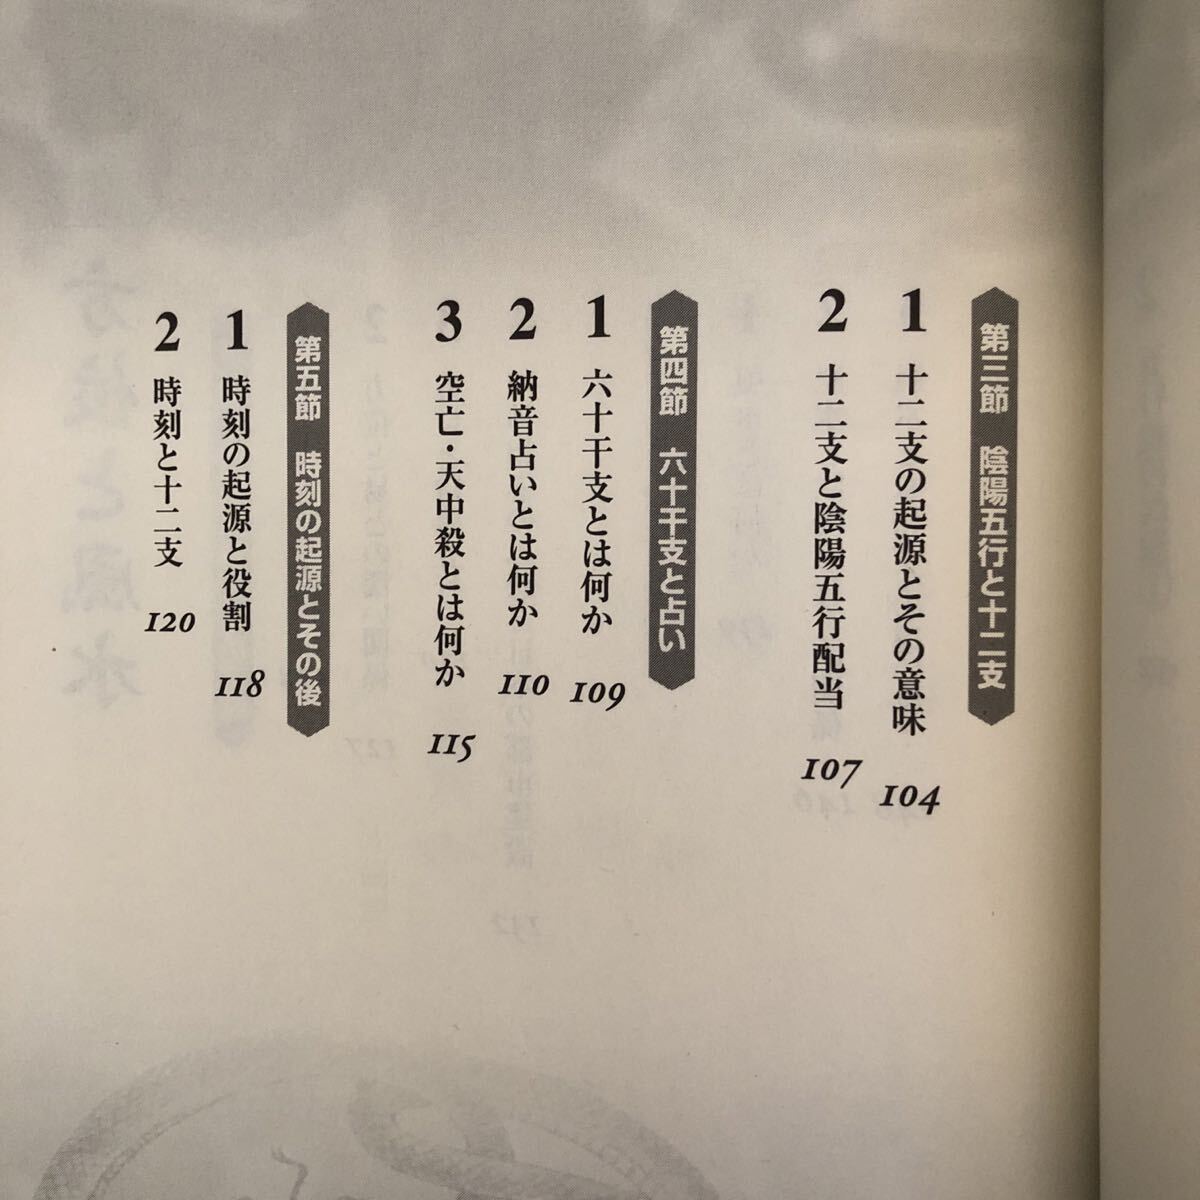 第三節　陰陽五行と十二支
1　十二支の起源とその意味　104
2　十二支と陰陽五行配当　107
第四節　六十干支と占い
1　六十干支とは何か　109
2　納音占いとは何か　110
3　空亡・天中殺とは何か　115
第五節　時刻の起源とその後
1　時刻の起源と役割　118
2　時刻と十二支　120